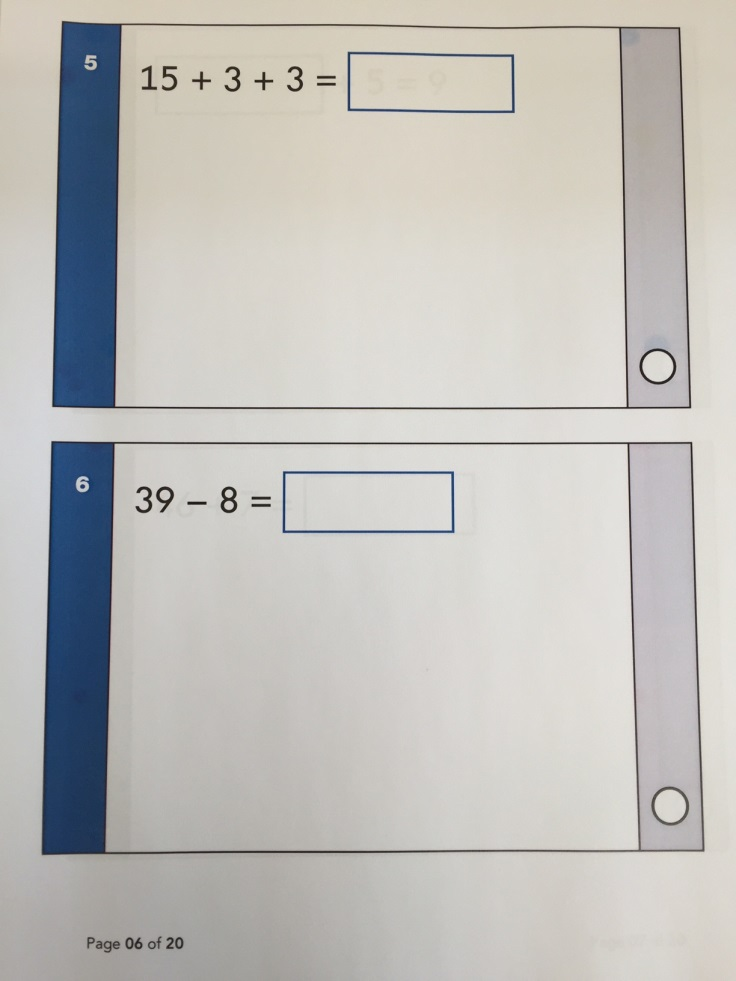 5
15 + 3 + 3 =
6
39 – 8 =
Page 06 of 20